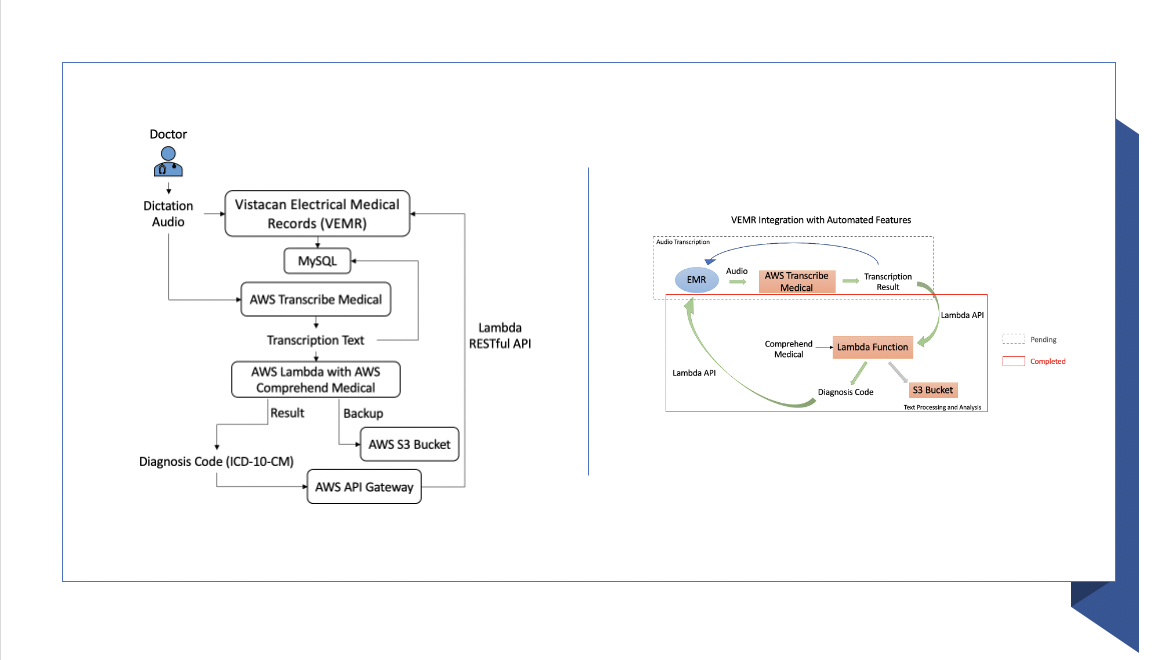 Doctor
Dictation
Audio
Vistacan Electrical Medical
Records (VEMR)
MySQL
AWS Transcribe Medical
Transcription Text
Lambda
RESTful API
AWS Lambda with AWS
Comprehend Medical
Result
Backup
AWS S3 Bucket
Diagnosis Code (ICD-10-CM)
AWS API Gateway
VEMR Integration with Automated Features
Audio Transcription
EMR
Audio
AWS Transcribe
Medical
Transcription
Result
Lambda API
Comprehend
Medical
Lambda Function
Lambda API
Diagnosis Code
S3 Bucket
Text Processing and Analysis
Pending
Completed